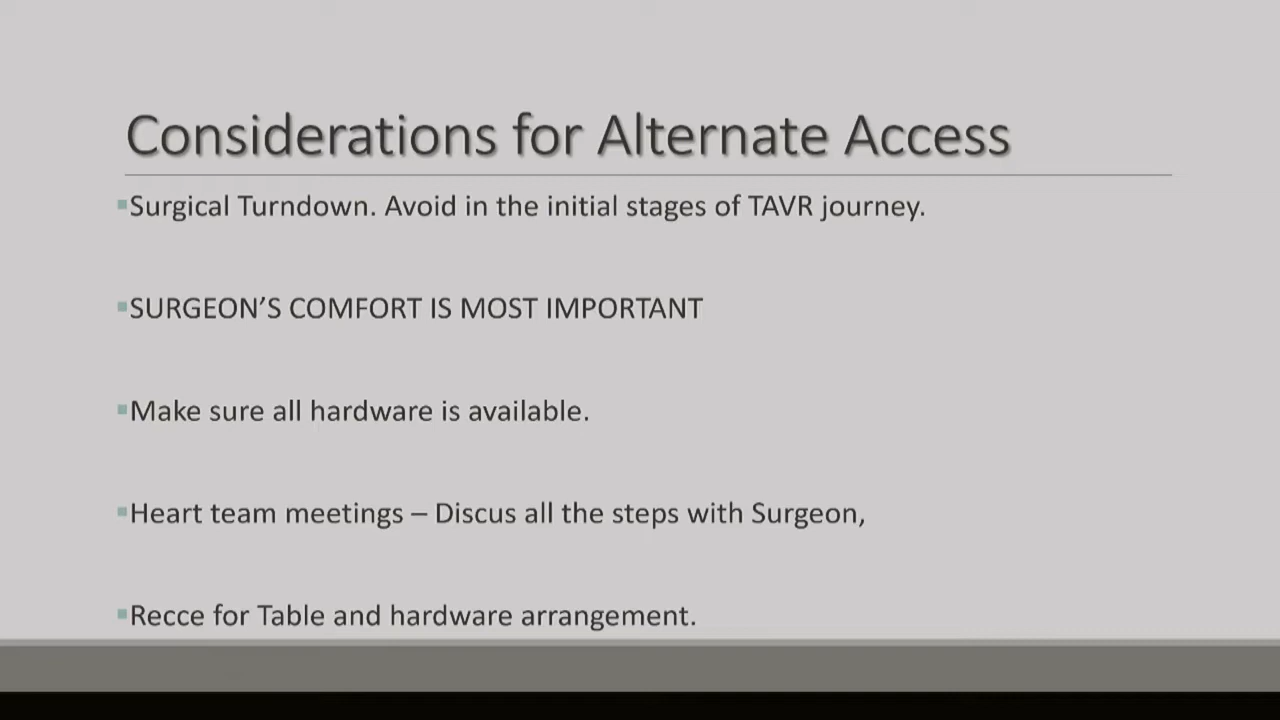 Considerations for Alternate Access
▪Surgical Turndown. Avoid in the initial stages of TAVR journey.
▪SURGEON’S COMFORT IS MOST IMPORTANT
▪Make sure all hardware is available.
▪Heart team meetings – Discus all the steps with Surgeon,
▪Recce for Table and hardware arrangement.